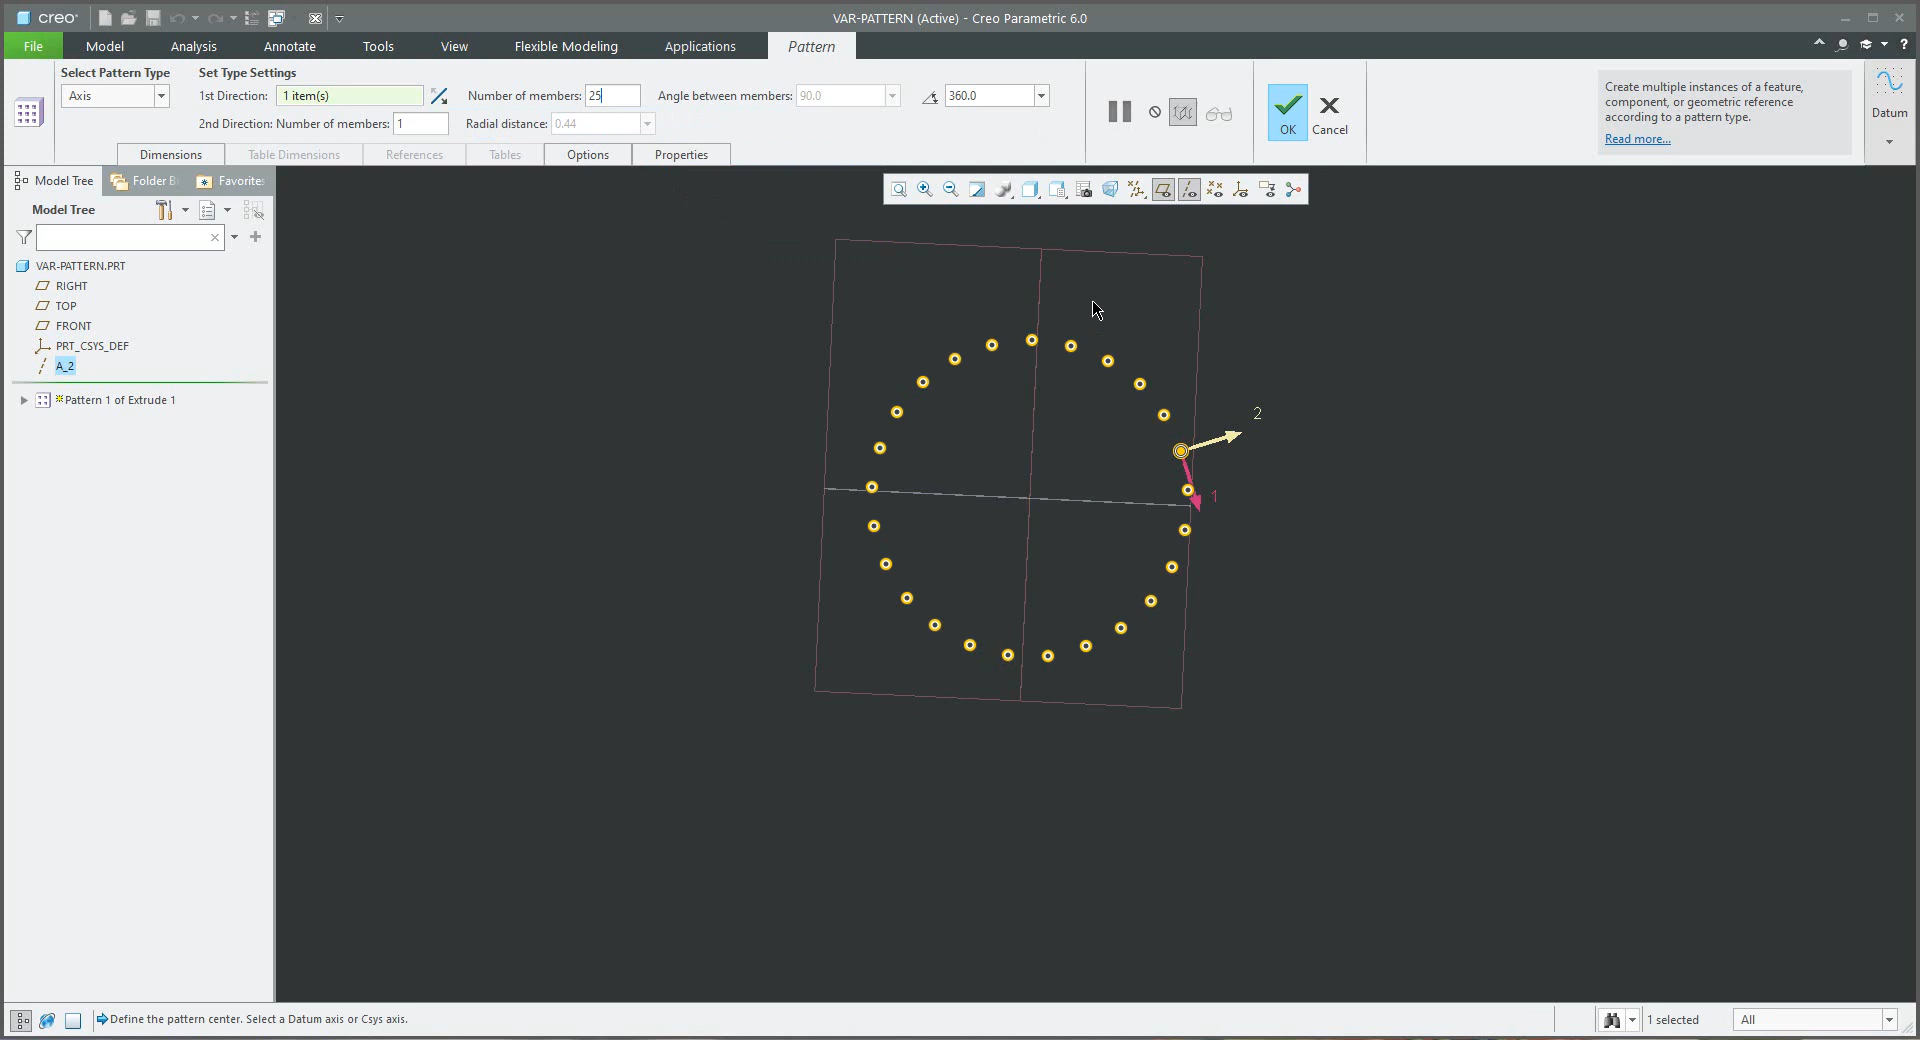 creo®
VAR-PATTERN (Active) - Creo Parametric 6.0
File Model Analysis Annotate Tools View Flexible Modeling Applications Pattern
Select Pattern Type
Axis
Set Type Settings
1st Direction: 1 item(s) Number of members: 25 Angle between members: 90.0 360.0
2nd Direction: Number of members: 1 Radial distance: 0.44
Dimensions Table Dimensions References Tables Options Properties
OK Cancel
Create multiple instances of a feature,
component, or geometric reference
according to a pattern type.
Read more...
Datum
Model Tree Folder B Favorite
Model Tree
VAR-PATTERN.PRT
RIGHT
TOP
FRONT
PRT_CSYS_DEF
A_2
Pattern 1 of Extrude 1
2
1
Define the pattern center. Select a Datum axis or Csys axis.
1 selected
All